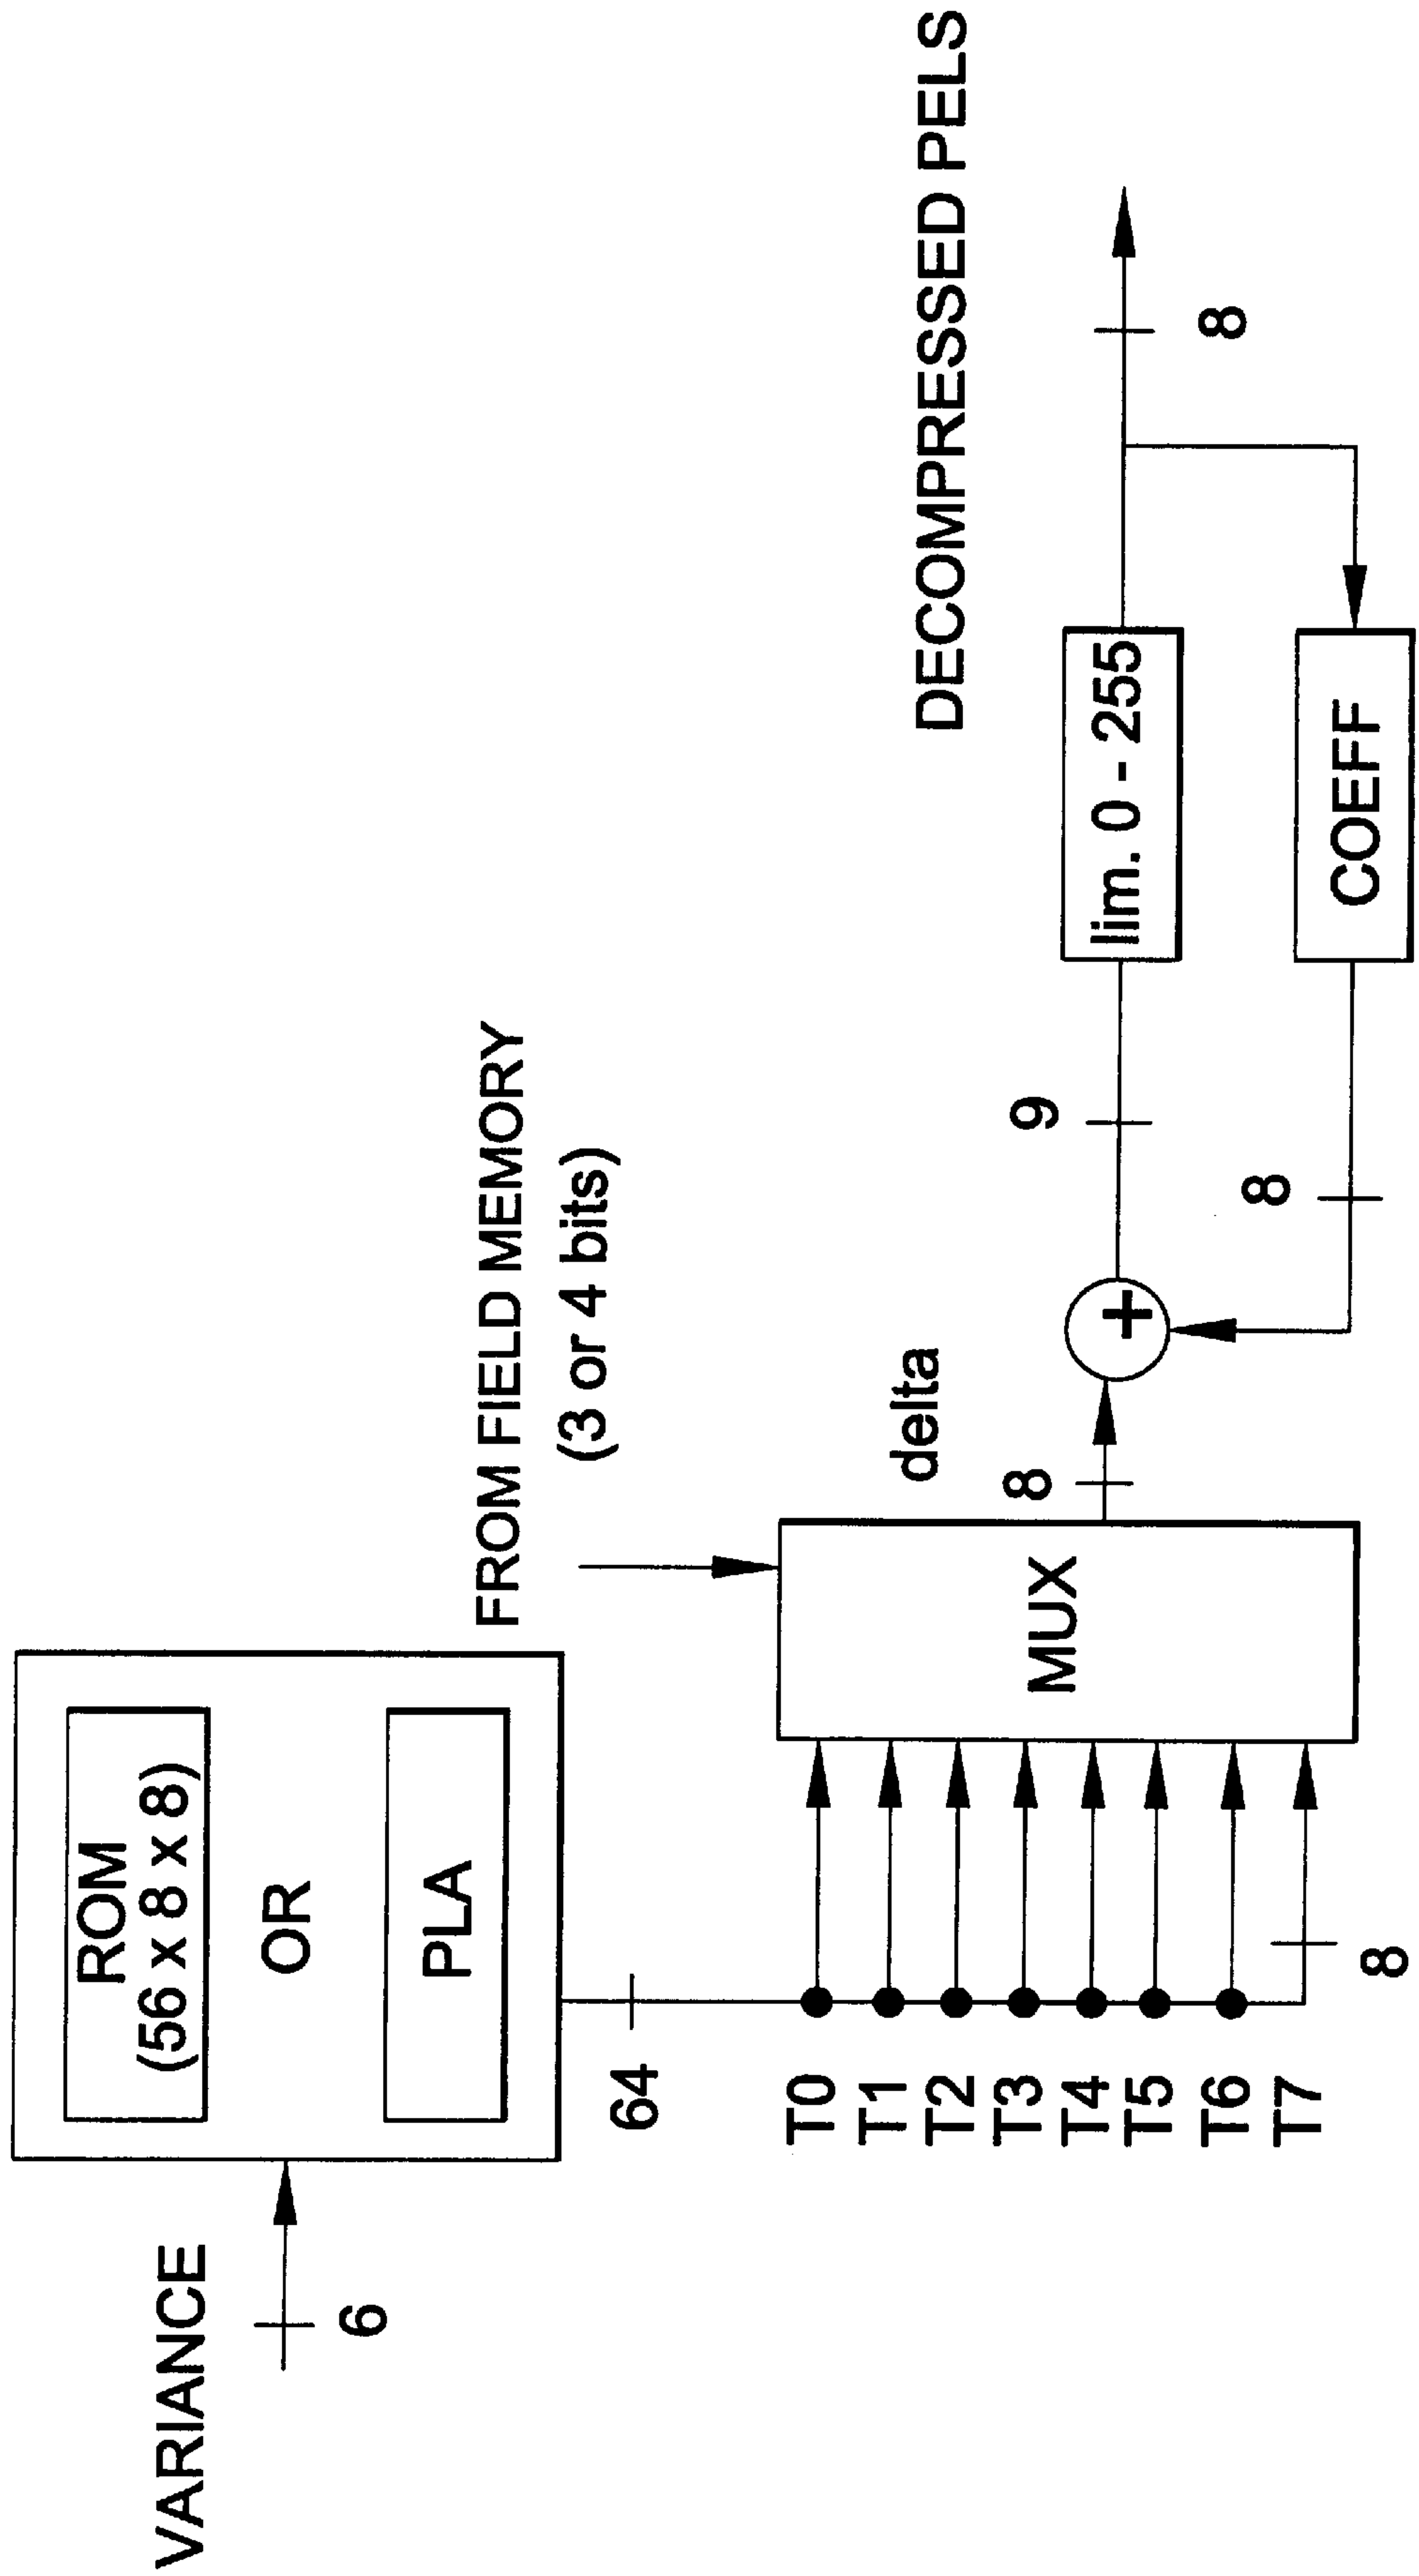 VARIANCE
6
ROM
(56 x 8 x 8)
OR
PLA
64
T0
T1
T2
T3
T4
T5
T6
T7
8
FROM FIELD MEMORY
(3 or 4 bits)
MUX
delta
8
+
9
8
lim. 0 - 255
COEFF
DECOMPRESSED PELS
8